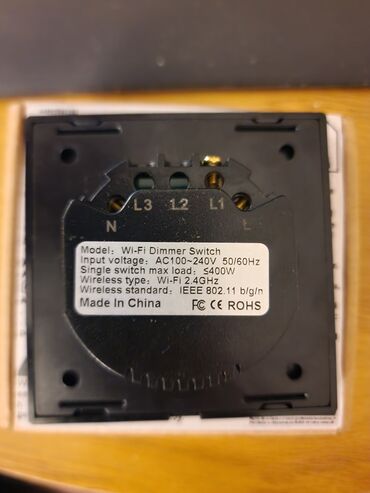 L3 L2 L1
N L
Model: Wi-Fi Dimmer Switch
Input voltage: AC100~240V 50/60Hz
Single switch max load: ≤400W
Wireless type: Wi-Fi 2.4GHz
Wireless standard: IEEE 802.11 b/g/n
Made In China FC CE ROHS